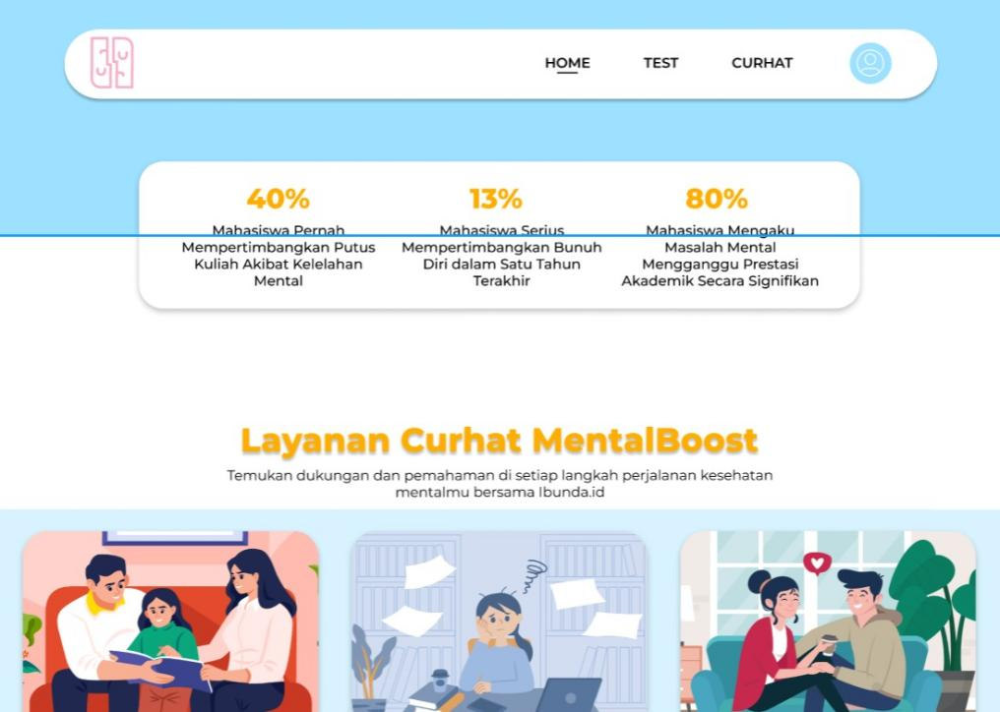 HOME TEST CURHAT
40%
Mahasiswa Pernah
Mempertimbangkan Putus
Kuliah Akibat Kelelahan
Mental
13%
Mahasiswa Serius
Mempertimbangkan Bunuh
Diri dalam Satu Tahun
Terakhir
80%
Mahasiswa Mengaku
Masalah Mental
Mengganggu Prestasi
Akademik Secara Signifikan
Layanan Curhat MentalBoost
Temukan dukungan dan pemahaman di setiap langkah perjalanan kesehatan
mentalmu bersama Ibunda.id